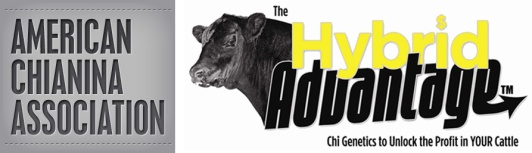 AMERICAN
CHIANINA
ASSOCIATION
The
Hybrid
Advantage™
Chi Genetics to Unlock the Profit in YOUR Cattle